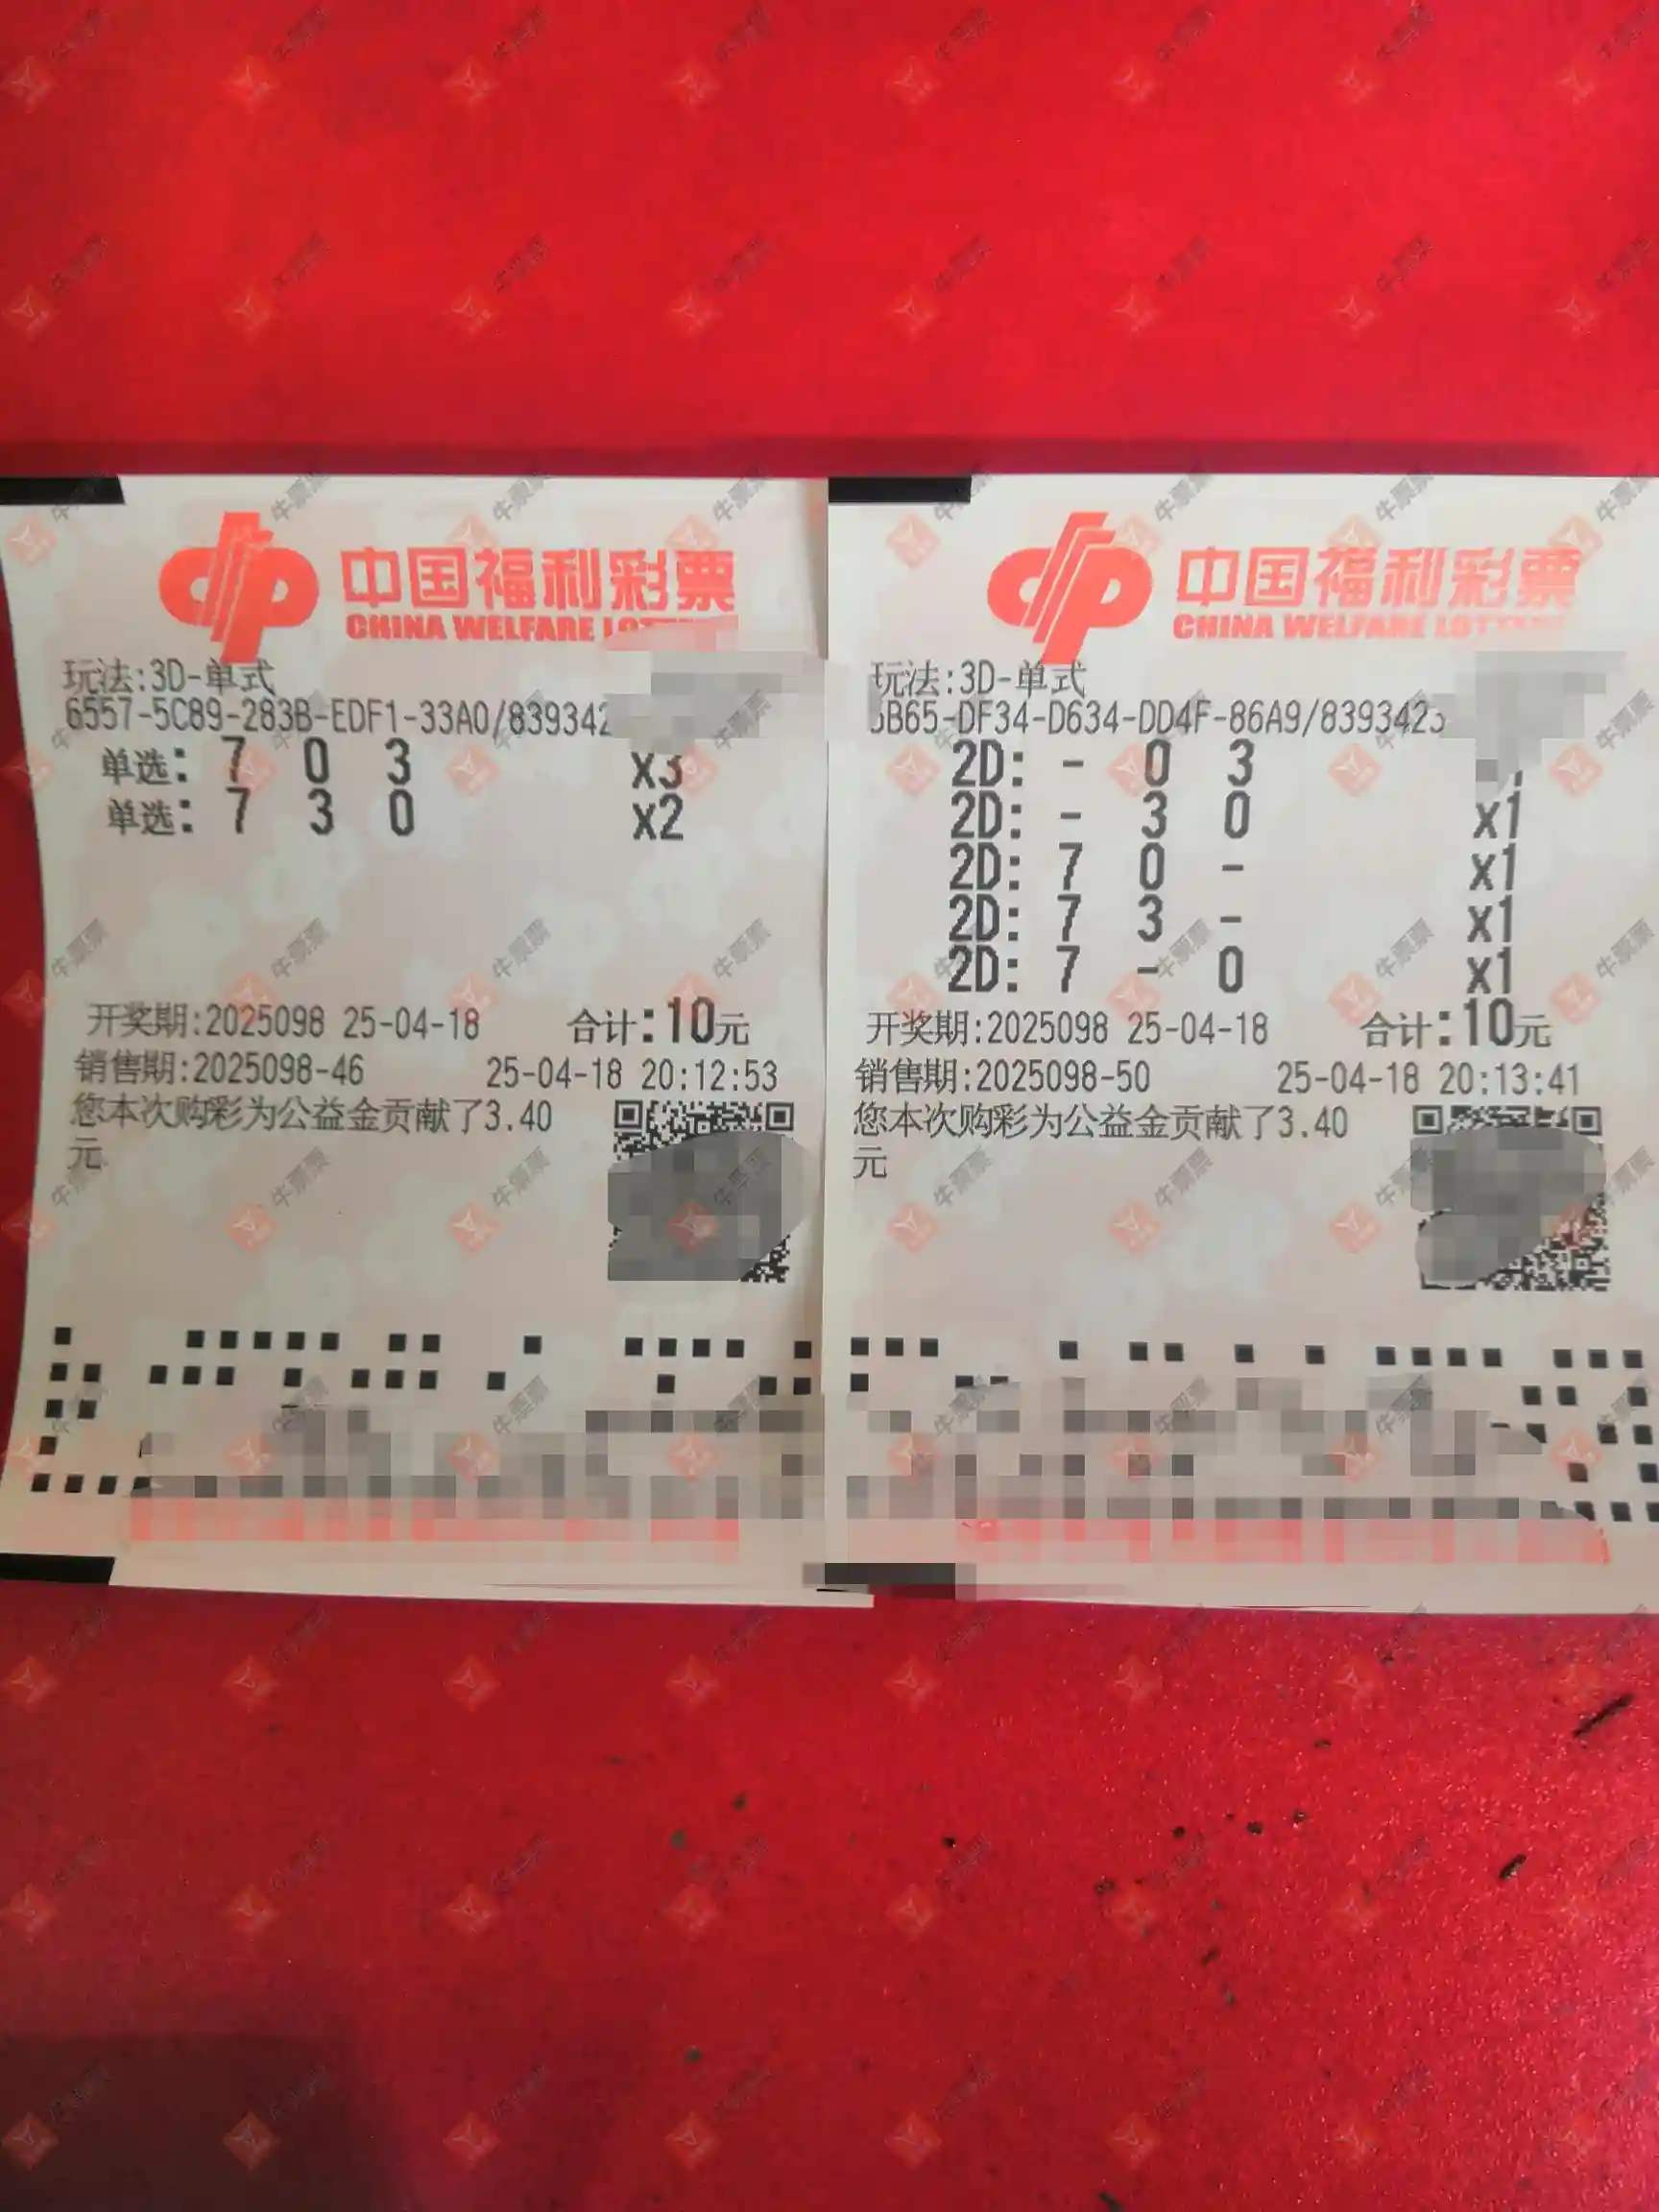 中国福利彩票
CHINA WELFARE
玩法:3D-单式
6557-5C89-283B-EDF1-33A0/839342
单选: 7 0 3 x3
单选: 7 3 0 x2
开奖期:2025098 25-04-18 合计:10元
销售期:2025098-46 25-04-18 20:12:53
您本次购彩为公益金贡献了3.40
元
中国福利彩票
CHINA WELFARE LOTTERY
玩法:3D-单式
B65-DF34-D634-DD4F-86A9/839342
2D: - 0 3
2D: - 3 0 x1
2D: 7 0 - x1
2D: 7 3 - x1
2D: 7 - 0 x1
开奖期:2025098 25-04-18 合计:10元
销售期:2025098-50 25-04-18 20:13:41
您本次购彩为公益金贡献了3.40
元
牛票票